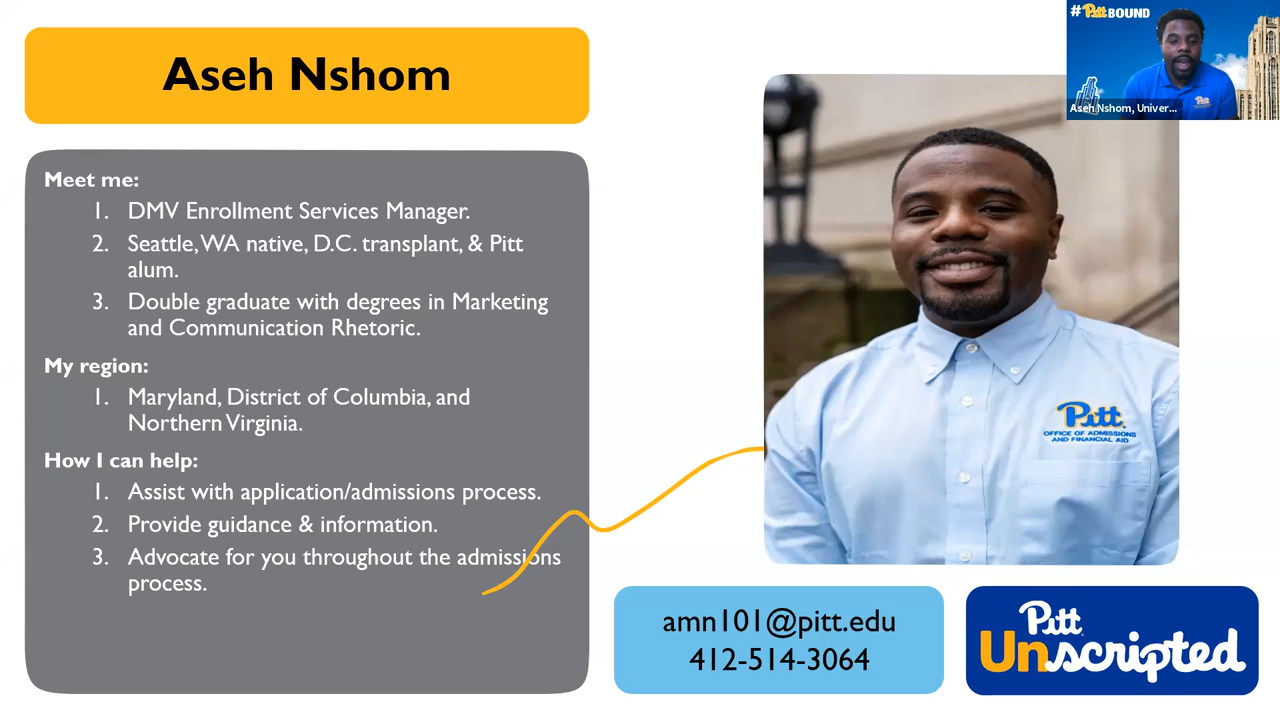 Aseh Nshom
#Pitt BOUND
Aseh Nshom, Univer...
Meet me:
1. DMV Enrollment Services Manager.
2. Seattle, WA native, D.C. transplant, & Pitt
alum.
3. Double graduate with degrees in Marketing
and Communication Rhetoric.
My region:
1. Maryland, District of Columbia, and
Northern Virginia.
How I can help:
1. Assist with application/admissions process.
2. Provide guidance & information.
3. Advocate for you throughout the admissions
process.
Pitt
OFFICE OF ADMISSIONS
AND FINANCIAL AID
amn101@pitt.edu
412-514-3064
Pitt
Unscripted